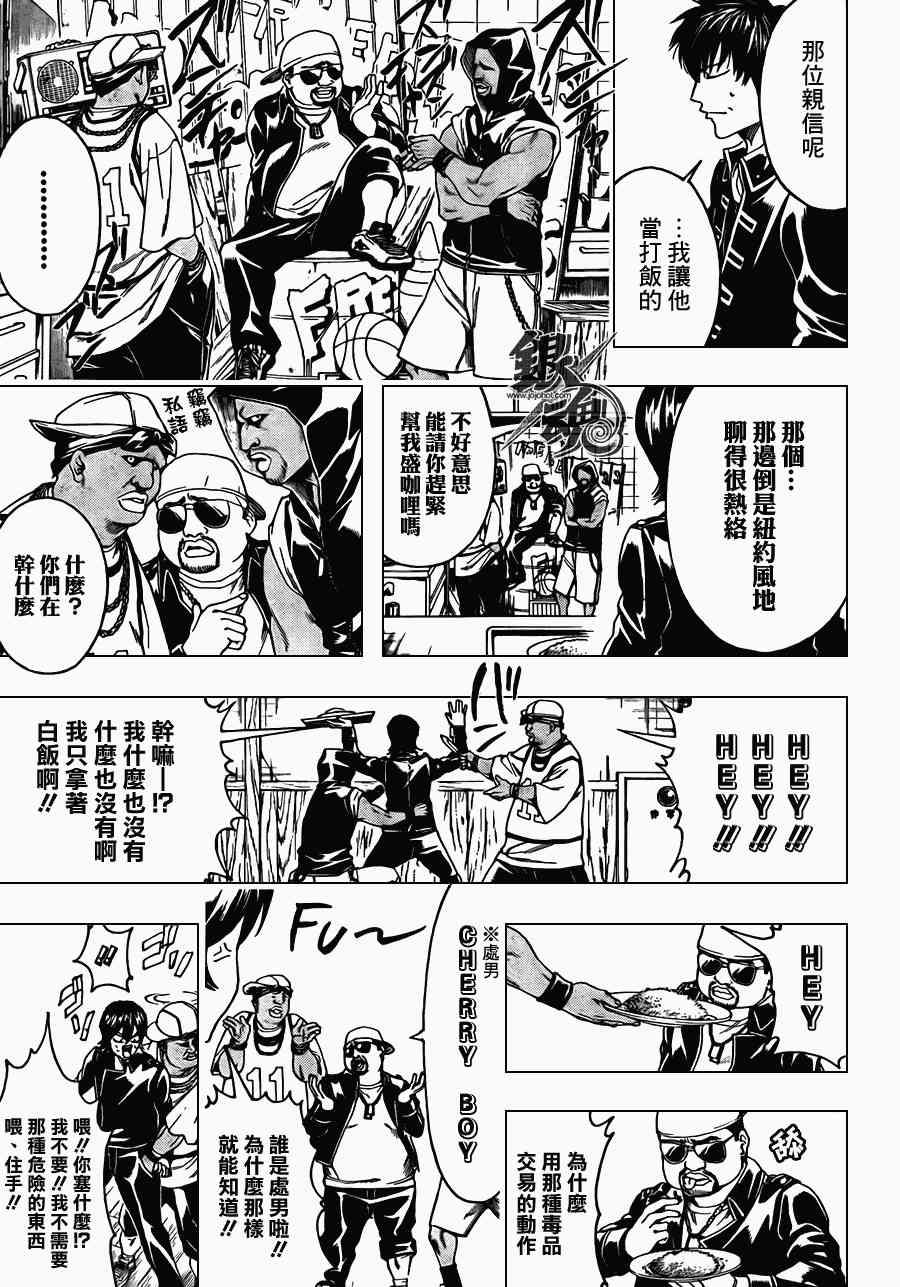 那位親信呢
…我讓他
當打飯的
…………
FRE
銀魂
www.jojohot.com
那個…
那邊倒是紐約風地
聊得很熱絡
不好意思
能請你趕緊
幫我盛咖哩嗎
竊竊
私語
什麼?
你們在
幹什麼
バッ
HEY!!
HEY!!
HEY!!
幹嘛—!?
我什麼也沒有
什麼也沒有啊
我只拿著
白飯啊!!
HEY
舔
為什麼
用那種毒品
交易的動作
※處男
CHERRY BOY
FU~
11
誰是處男啦!!
為什麼那樣
就能知道!!
喂!!你塞什麼!?
我不要!!我不需要
那種危險的東西
喂、住手!!